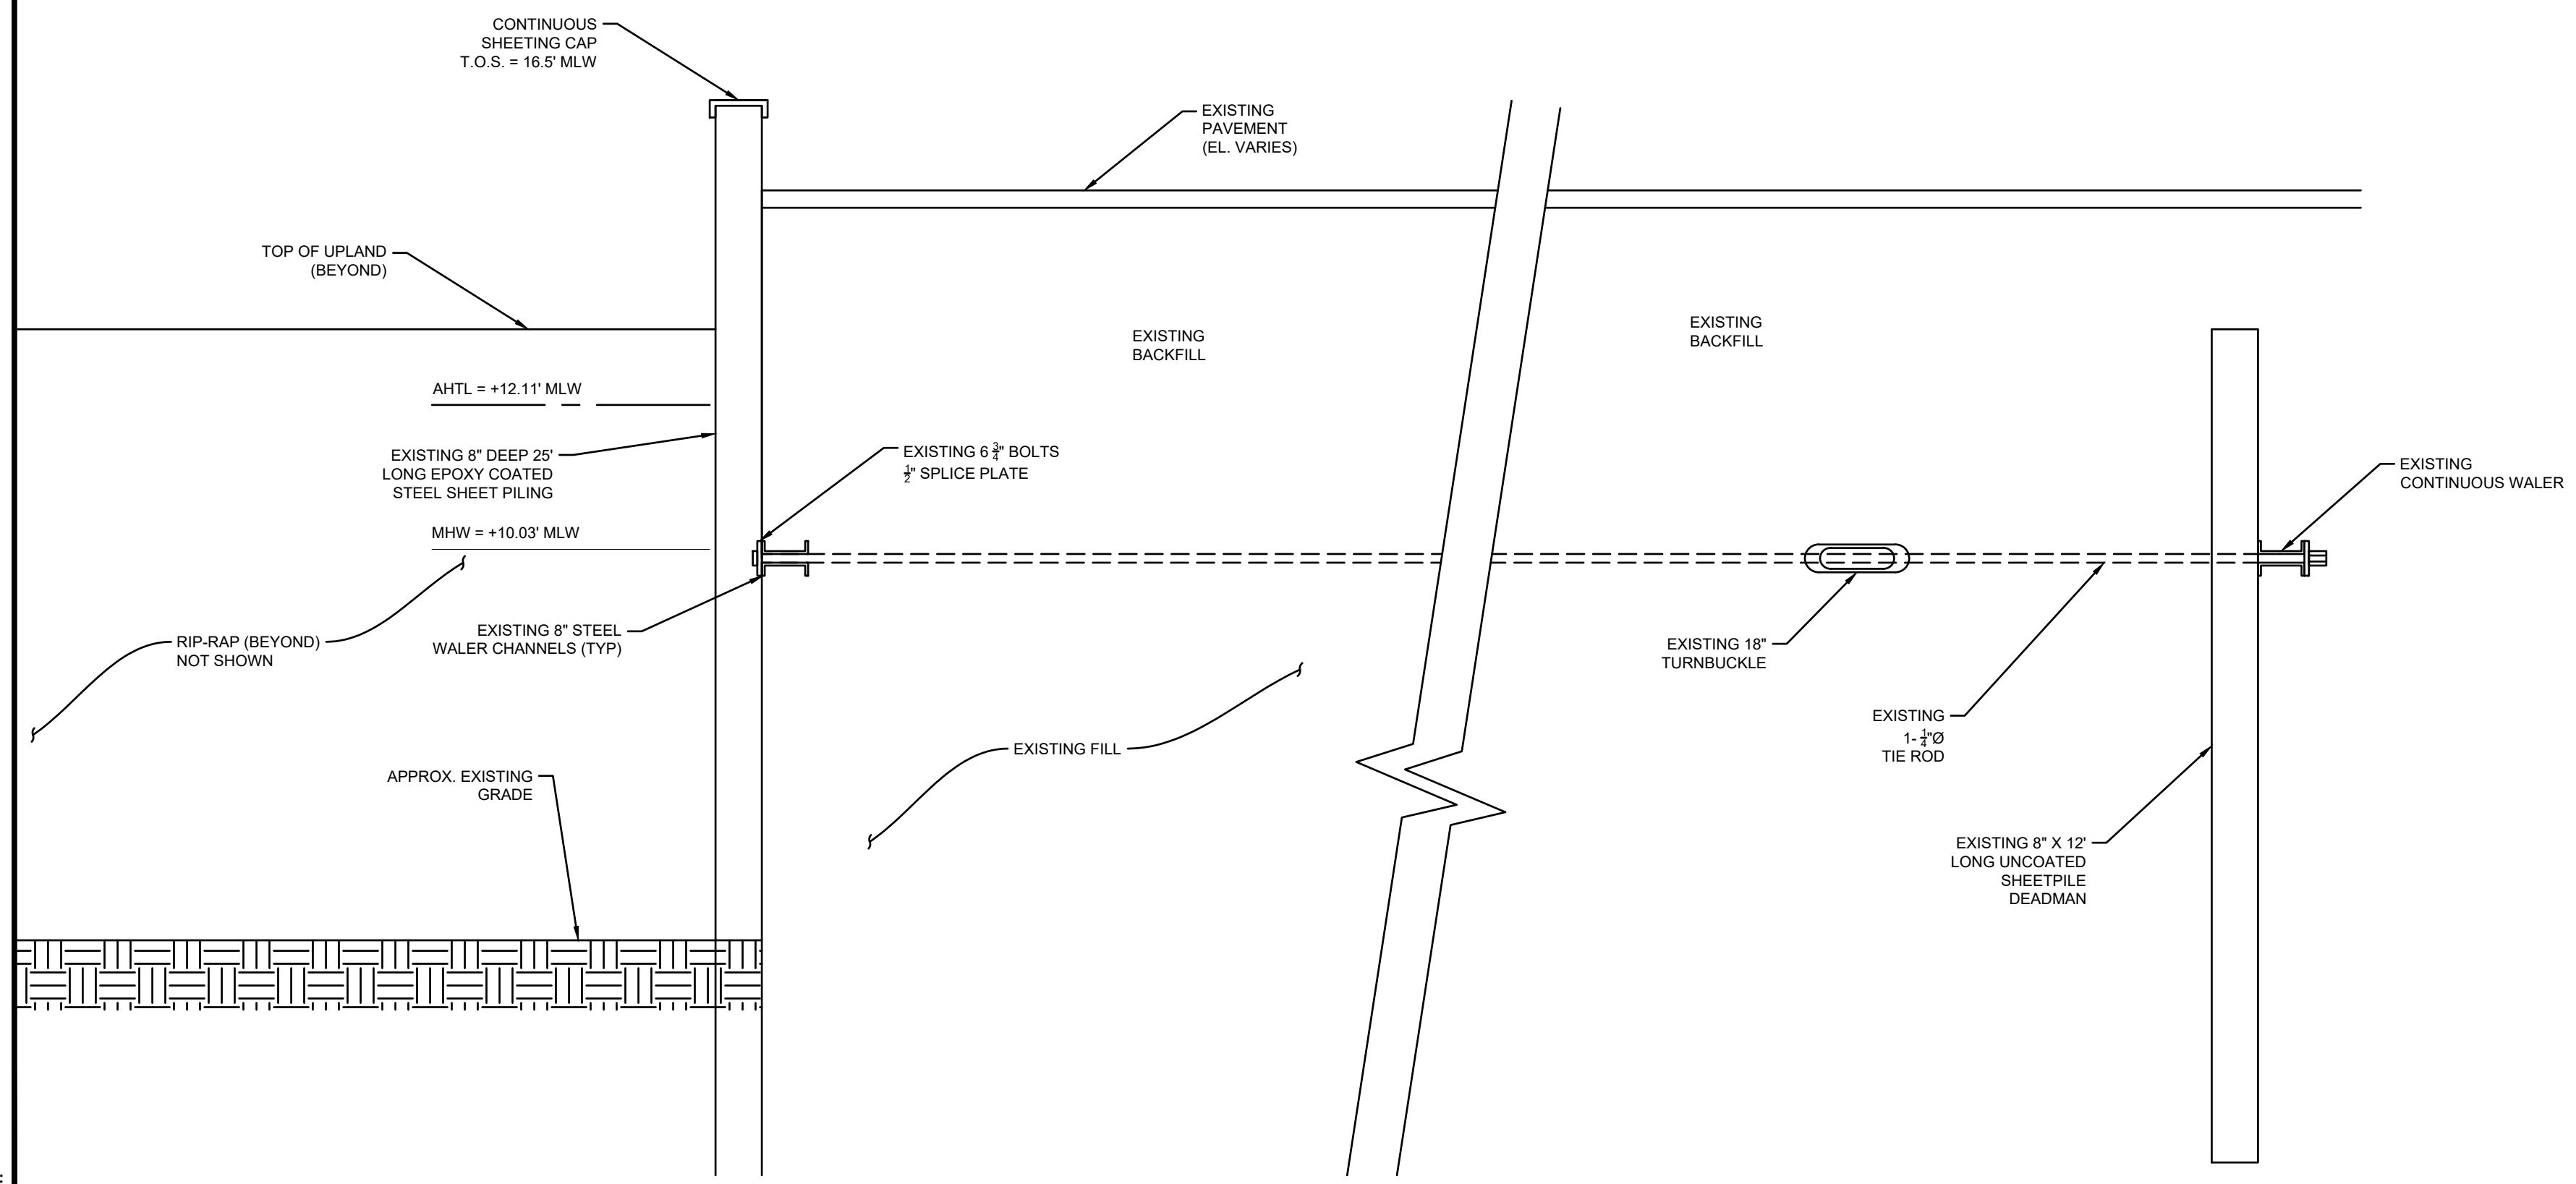 CONTINUOUS
SHEETING CAP
T.O.S. = 16.5' MLW
EXISTING
PAVEMENT
(EL. VARIES)
TOP OF UPLAND
(BEYOND)
EXISTING
BACKFILL
EXISTING
BACKFILL
AHTL = +12.11' MLW
EXISTING 8" DEEP 25'
LONG EPOXY COATED
STEEL SHEET PILING
EXISTING 6 3/4" BOLTS
1/2" SPLICE PLATE
EXISTING
CONTINUOUS WALER
MHW = +10.03' MLW
RIP-RAP (BEYOND)
NOT SHOWN
EXISTING 8" STEEL
WALER CHANNELS (TYP)
EXISTING 18"
TURNBUCKLE
EXISTING
1-1/4"Ø
TIE ROD
EXISTING FILL
APPROX. EXISTING
GRADE
EXISTING 8" X 12'
LONG UNCOATED
SHEETPILE
DEADMAN